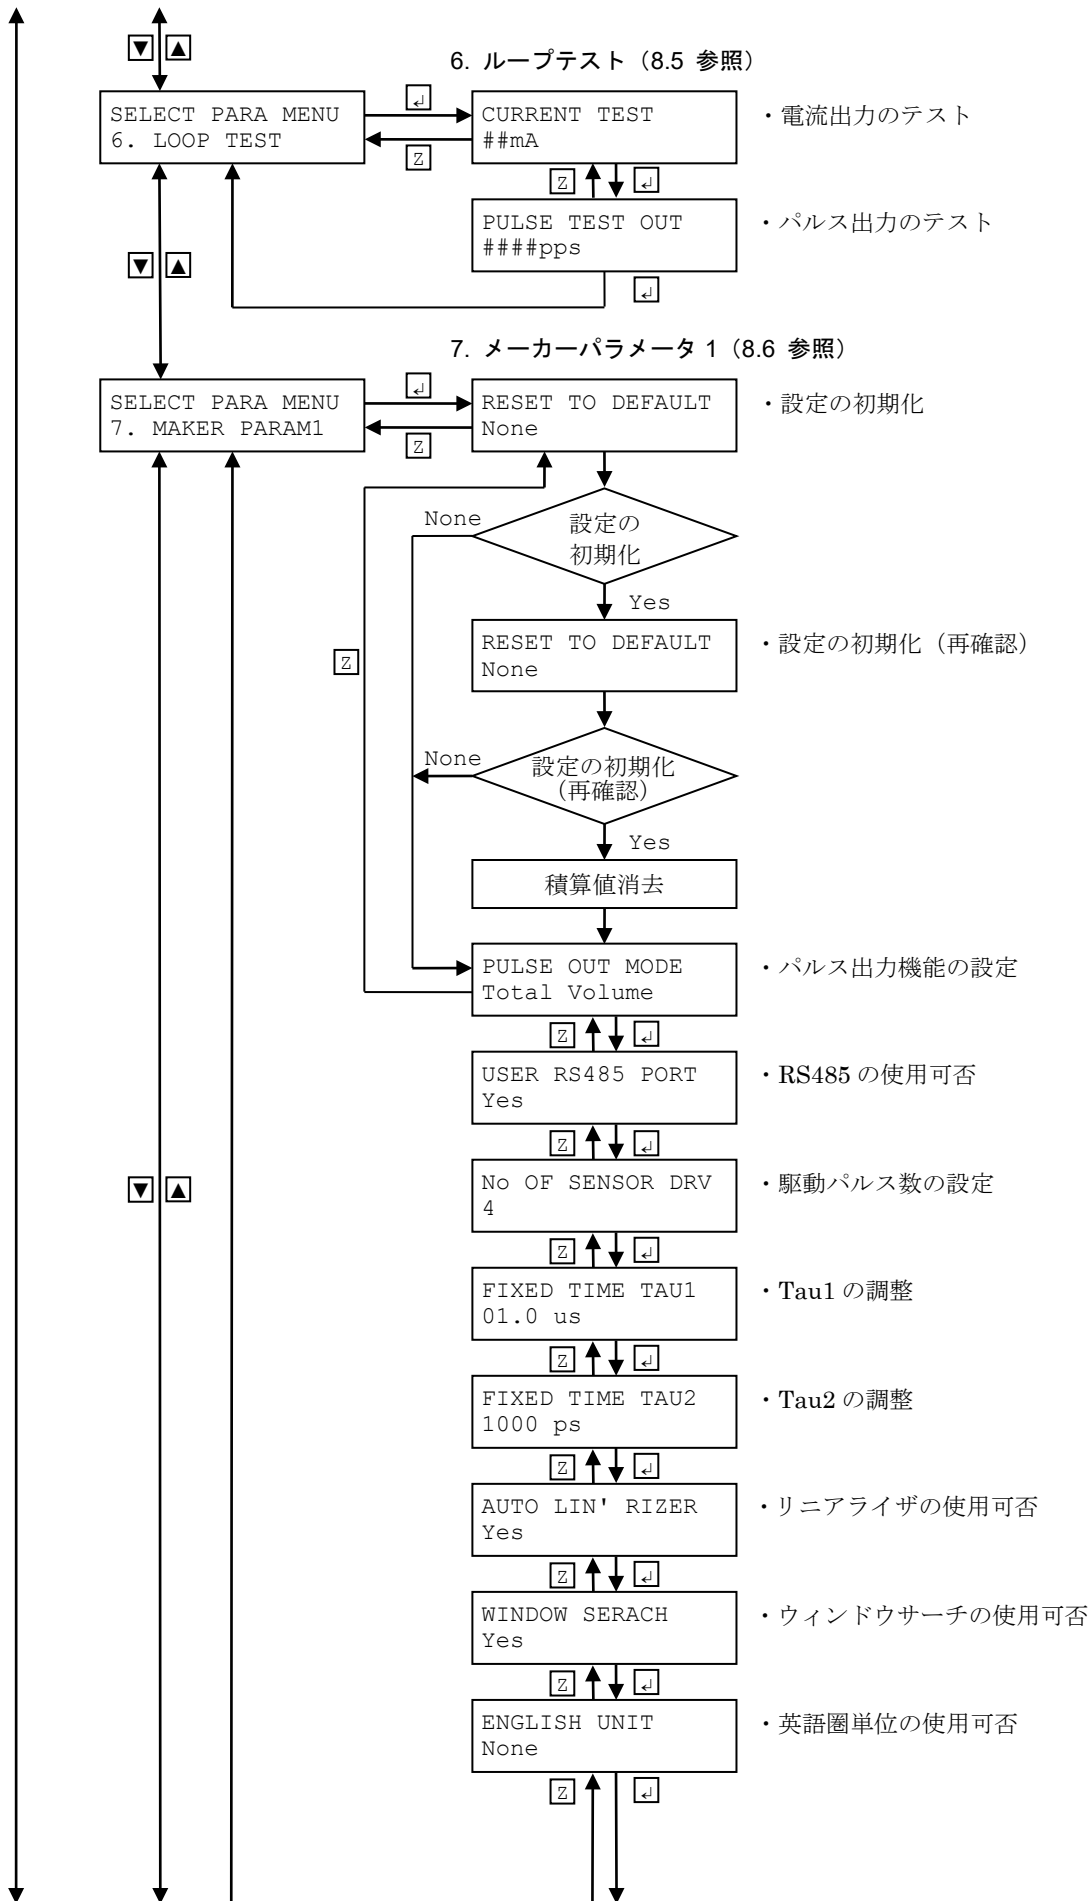 ▼ ▲
6. ループテスト（8.5 参照）
SELECT PARA MENU
6. LOOP TEST
↲
Z
CURRENT TEST
##mA
・電流出力のテスト
Z ↲
PULSE TEST OUT
####pps
・パルス出力のテスト
▼ ▲
↲
7. メーカーパラメータ 1（8.6 参照）
SELECT PARA MENU
7. MAKER PARAM1
↲
Z
RESET TO DEFAULT
None
・設定の初期化
None
設定の
初期化
Yes
RESET TO DEFAULT
None
・設定の初期化（再確認）
Z
None
設定の初期化
（再確認）
Yes
積算値消去
PULSE OUT MODE
Total Volume
・パルス出力機能の設定
Z ↲
USER RS485 PORT
Yes
・RS485 の使用可否
Z ↲
▼ ▲
No OF SENSOR DRV
4
・駆動パルス数の設定
Z ↲
FIXED TIME TAU1
01.0 us
・Tau1 の調整
Z ↲
FIXED TIME TAU2
1000 ps
・Tau2 の調整
Z ↲
AUTO LIN' RIZER
Yes
・リニアライザの使用可否
Z ↲
WINDOW SERACH
Yes
・ウィンドウサーチの使用可否
Z ↲
ENGLISH UNIT
None
・英語圏単位の使用可否
Z ↲